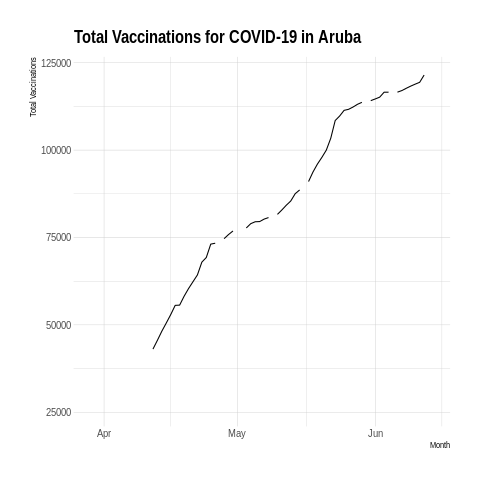 Total Vaccinations for COVID-19 in Aruba
Total Vaccinations
125000
100000
75000
50000
25000
Apr May Jun
Month